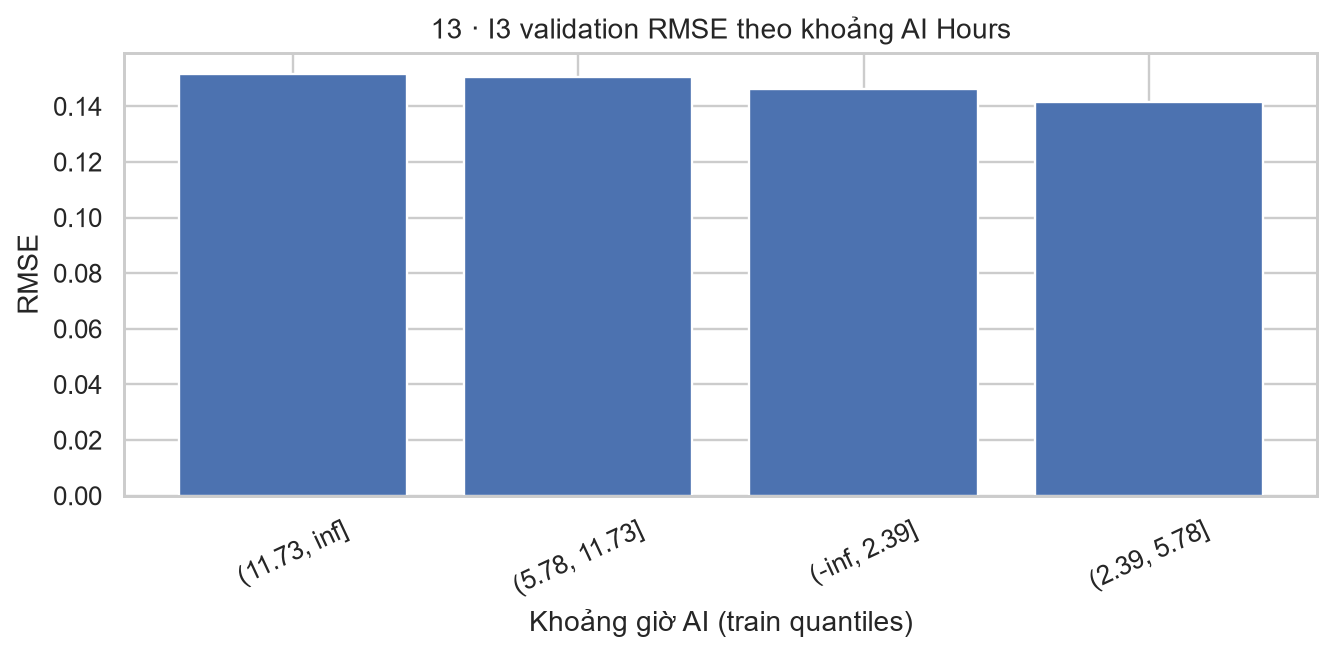 13 · I3 validation RMSE theo khoảng AI Hours
RMSE
0.14
0.12
0.10
0.08
0.06
0.04
0.02
0.00
(11.73, inf]
(5.78, 11.73]
(-inf, 2.39]
(2.39, 5.78]
Khoảng giờ AI (train quantiles)